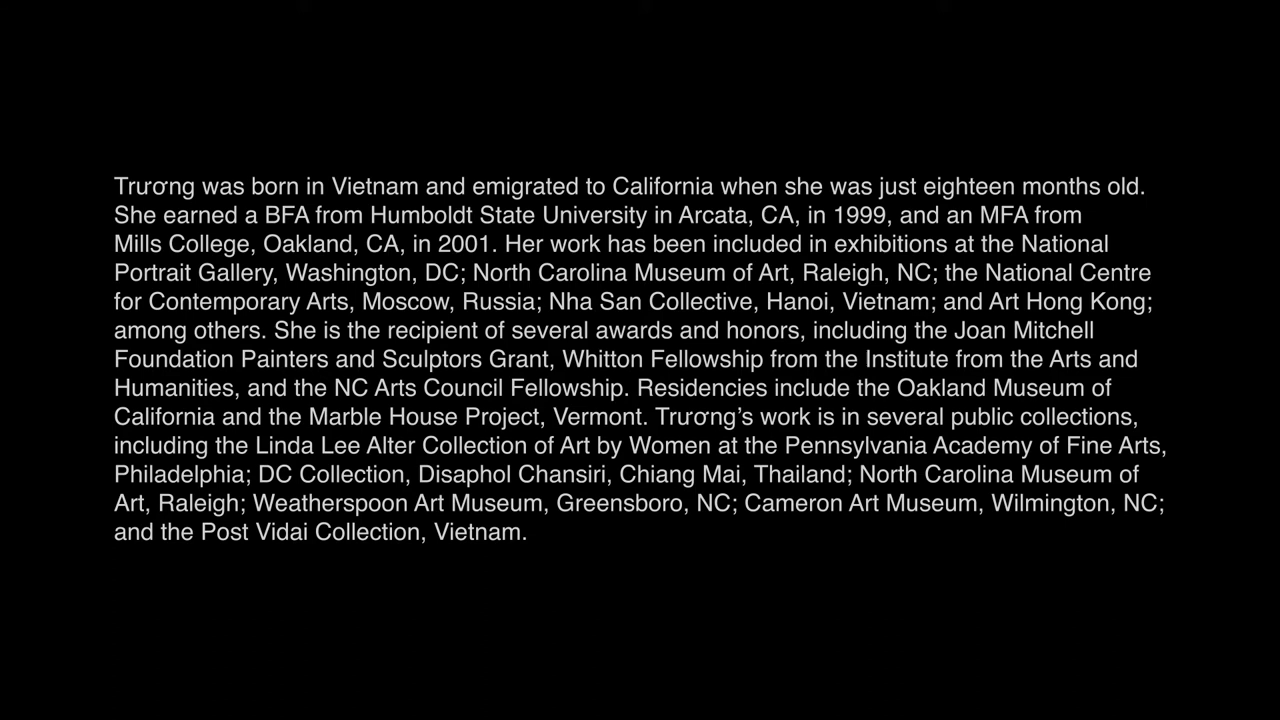 Trương was born in Vietnam and emigrated to California when she was just eighteen months old.
She earned a BFA from Humboldt State University in Arcata, CA, in 1999, and an MFA from
Mills College, Oakland, CA, in 2001. Her work has been included in exhibitions at the National
Portrait Gallery, Washington, DC; North Carolina Museum of Art, Raleigh, NC; the National Centre
for Contemporary Arts, Moscow, Russia; Nha San Collective, Hanoi, Vietnam; and Art Hong Kong;
among others. She is the recipient of several awards and honors, including the Joan Mitchell
Foundation Painters and Sculptors Grant, Whitton Fellowship from the Institute from the Arts and
Humanities, and the NC Arts Council Fellowship. Residencies include the Oakland Museum of
California and the Marble House Project, Vermont. Trương’s work is in several public collections,
including the Linda Lee Alter Collection of Art by Women at the Pennsylvania Academy of Fine Arts,
Philadelphia; DC Collection, Disaphol Chansiri, Chiang Mai, Thailand; North Carolina Museum of
Art, Raleigh; Weatherspoon Art Museum, Greensboro, NC; Cameron Art Museum, Wilmington, NC;
and the Post Vidai Collection, Vietnam.